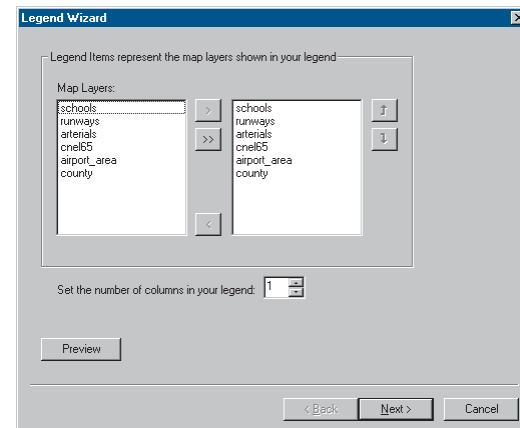 Legend Wizard
Legend Items represent the map layers shown in your legend
Map Layers:
schools
runways
arterials
cnel65
airport_area
county
>
>>
<
schools
runways
arterials
cnel65
airport_area
county
Set the number of columns in your legend: 1
Preview
< Back Next > Cancel